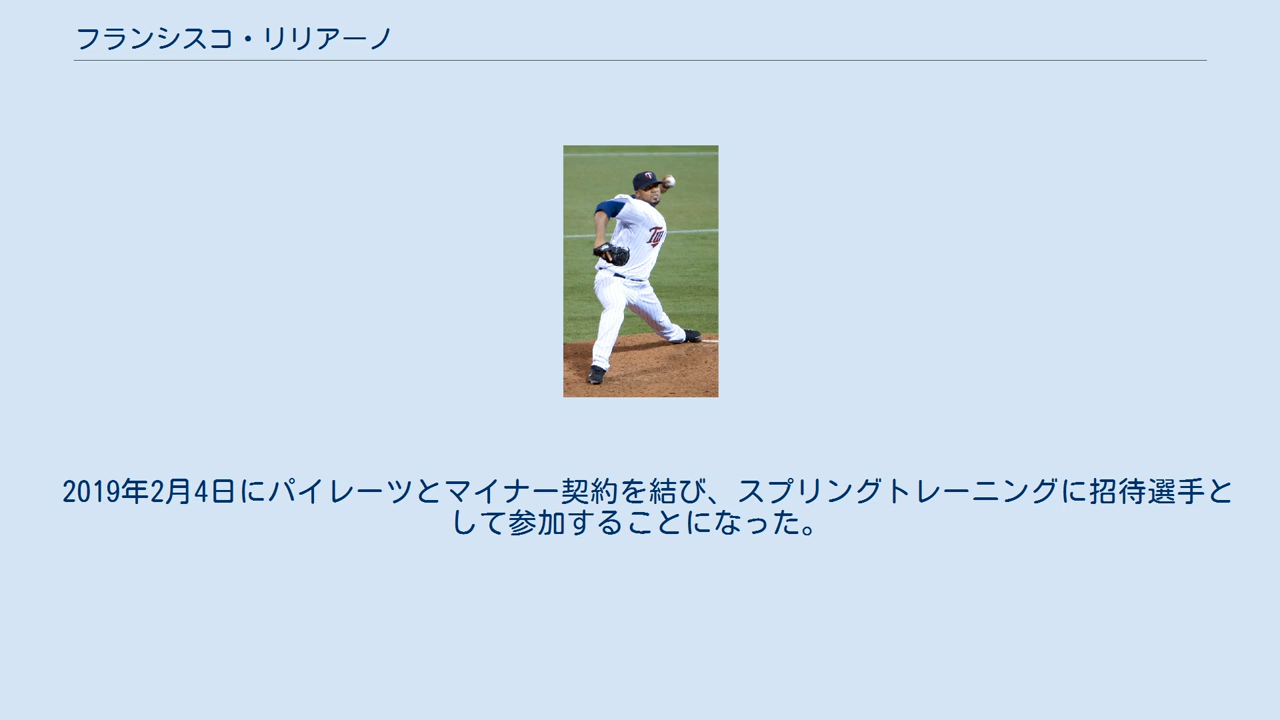 フランシスコ・リリアーノ
2019年2月4日にパイレーツとマイナー契約を結び、スプリングトレーニングに招待選手と
して参加することになった。